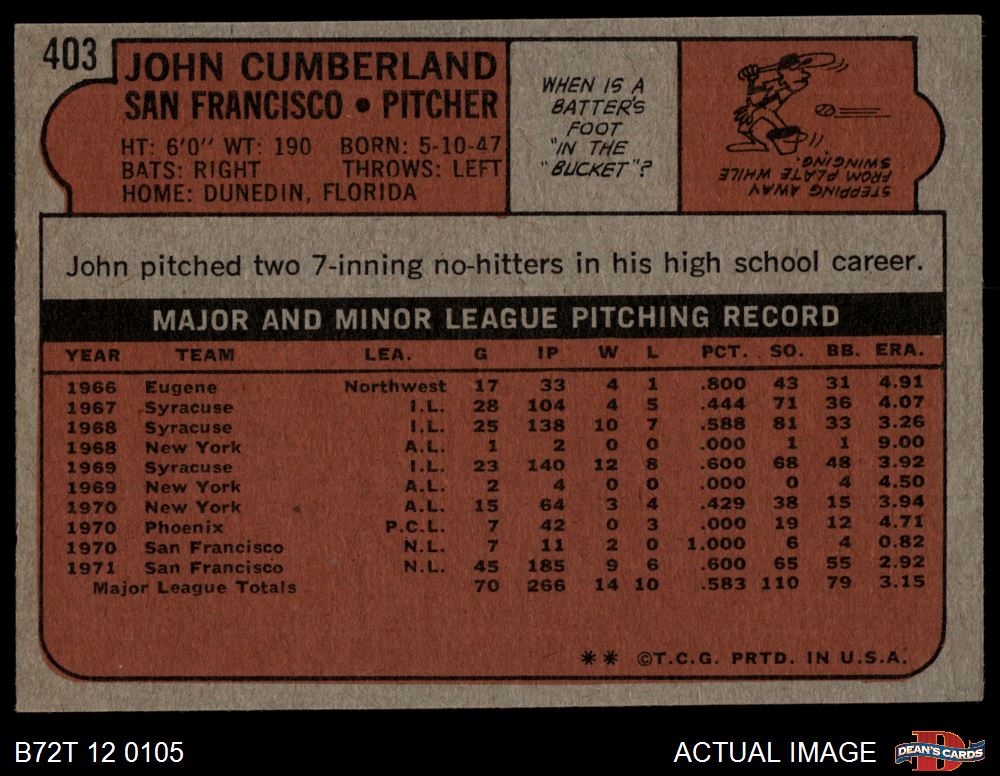 403
JOHN CUMBERLAND
SAN FRANCISCO • PITCHER
HT: 6'0" WT: 190 BORN: 5-10-47
BATS: RIGHT THROWS: LEFT
HOME: DUNEDIN, FLORIDA
WHEN IS A
BATTER'S
FOOT
"IN THE
"BUCKET"?
STEPPING AWAY
FROM PLATE WHILE
SWINGING.
John pitched two 7-inning no-hitters in his high school career.
MAJOR AND MINOR LEAGUE PITCHING RECORD
YEAR TEAM LEA. G IP W L PCT. SO. BB. ERA.
1966 Eugene Northwest 17 33 4 1 .800 43 31 4.91
1967 Syracuse I.L. 28 104 4 5 .444 71 36 4.07
1968 Syracuse I.L. 25 138 10 7 .588 81 33 3.26
1968 New York A.L. 1 2 0 0 .000 1 1 9.00
1969 Syracuse I.L. 23 140 12 8 .600 68 48 3.92
1969 New York A.L. 2 4 0 0 .000 0 4 4.50
1970 New York A.L. 15 64 3 4 .429 38 15 3.94
1970 Phoenix P.C.L. 7 42 0 3 .000 19 12 4.71
1970 San Francisco N.L. 7 11 2 0 1.000 6 4 0.82
1971 San Francisco N.L. 45 185 9 6 .600 65 55 2.92
Major League Totals 70 266 14 10 .583 110 79 3.15
** ©T.C.G. PRTD. IN U.S.A.
B72T 12 0105
ACTUAL IMAGE
DEAN'S CARDS